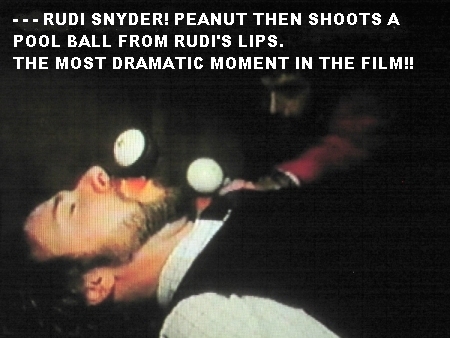 - - - RUDI SNYDER! PEANUT THEN SHOOTS A
POOL BALL FROM RUDI'S LIPS.
THE MOST DRAMATIC MOMENT IN THE FILM!!